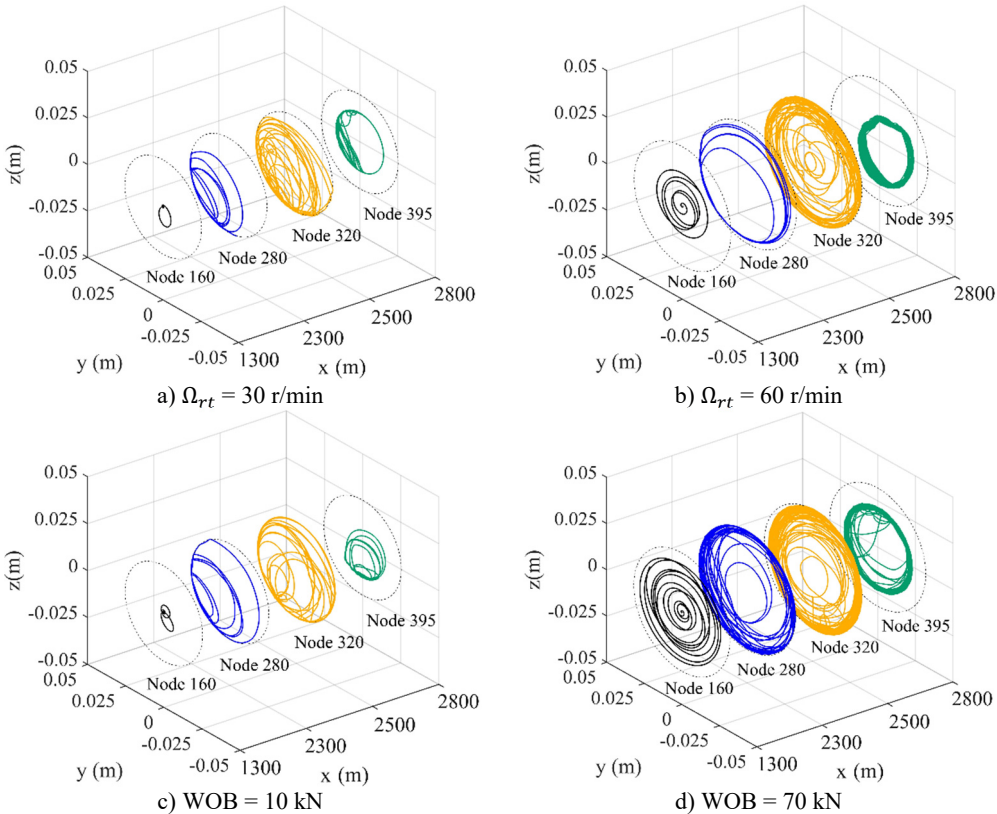 0.05
0.025
0
-0.025
-0.05
z(m)
0.05
0.025
0
-0.025
-0.05
y (m)
1300
2300
2500
2800
x (m)
Node 160
Node 280
Node 320
Node 395
a) Ωrt = 30 r/min
0.05
0.025
0
-0.025
-0.05
z(m)
0.05
0.025
0
-0.025
-0.05
y (m)
1300
2300
2500
2800
x (m)
Node 160
Node 280
Node 320
Node 395
b) Ωrt = 60 r/min
0.05
0.025
0
-0.025
-0.05
z(m)
0.05
0.025
0
-0.025
-0.05
y (m)
1300
2300
2500
2800
x (m)
Node 160
Node 280
Node 320
Node 395
c) WOB = 10 kN
0.05
0.025
0
-0.025
-0.05
z(m)
0.05
0.025
0
-0.025
-0.05
y (m)
1300
2300
2500
2800
x (m)
Node 160
Node 280
Node 320
Node 395
d) WOB = 70 kN